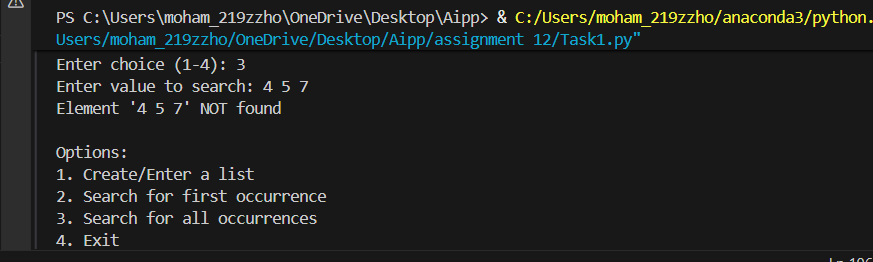 PS C:\Users\moham_219zzho\OneDrive\Desktop\Aipp> & C:/Users/moham_219zzho/anaconda3/python.
Users/moham_219zzho/OneDrive/Desktop/Aipp/assignment 12/Task1.py"
Enter choice (1-4): 3
Enter value to search: 4 5 7
Element '4 5 7' NOT found
Options:
1. Create/Enter a list
2. Search for first occurrence
3. Search for all occurrences
4. Exit